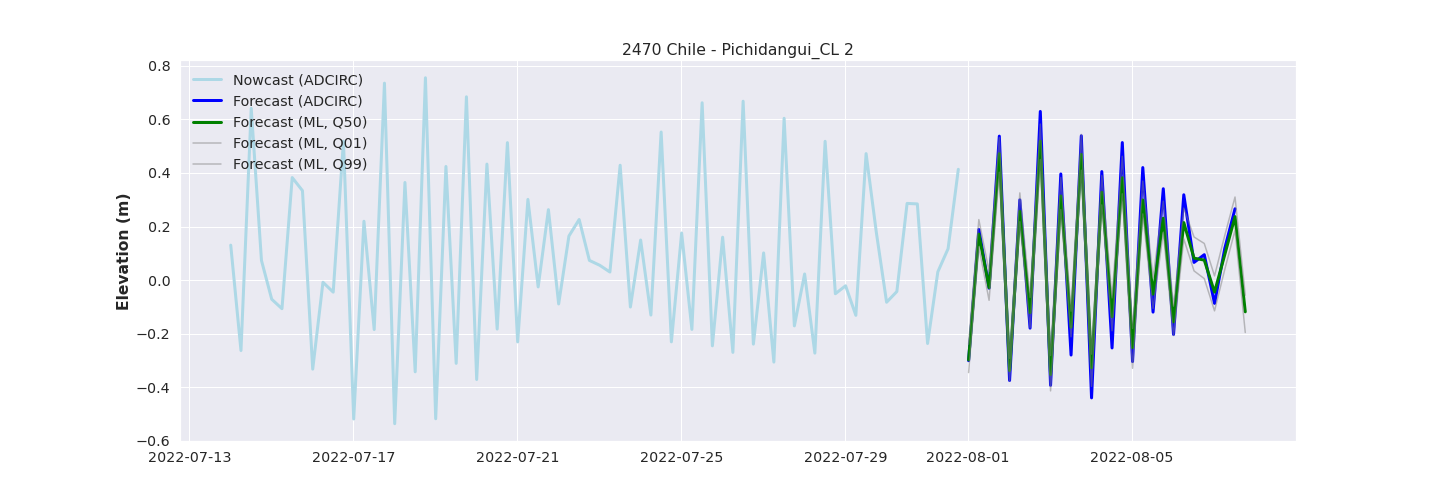 2470 Chile - Pichidangui_CL 2
Nowcast (ADCIRC)
Forecast (ADCIRC)
Forecast (ML, Q50)
Forecast (ML, Q01)
Forecast (ML, Q99)
Elevation (m)
0.8
0.6
0.4
0.2
0.0
−0.2
−0.4
−0.6
2022-07-13 2022-07-17 2022-07-21 2022-07-25 2022-07-29 2022-08-01 2022-08-05